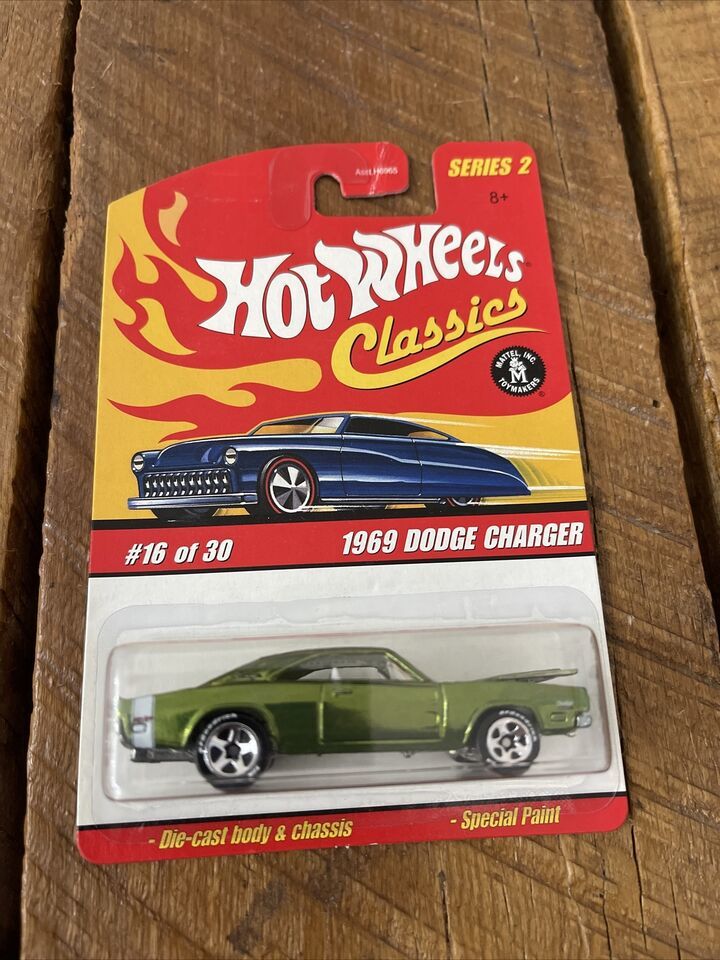 Asst.H6965
SERIES 2
8+
HOT WHEELS
Classics
MATTEL, INC.
M
TOYMAKERS
®
#16 of 30
1969 DODGE CHARGER
- Die-cast body & chassis
- Special Paint